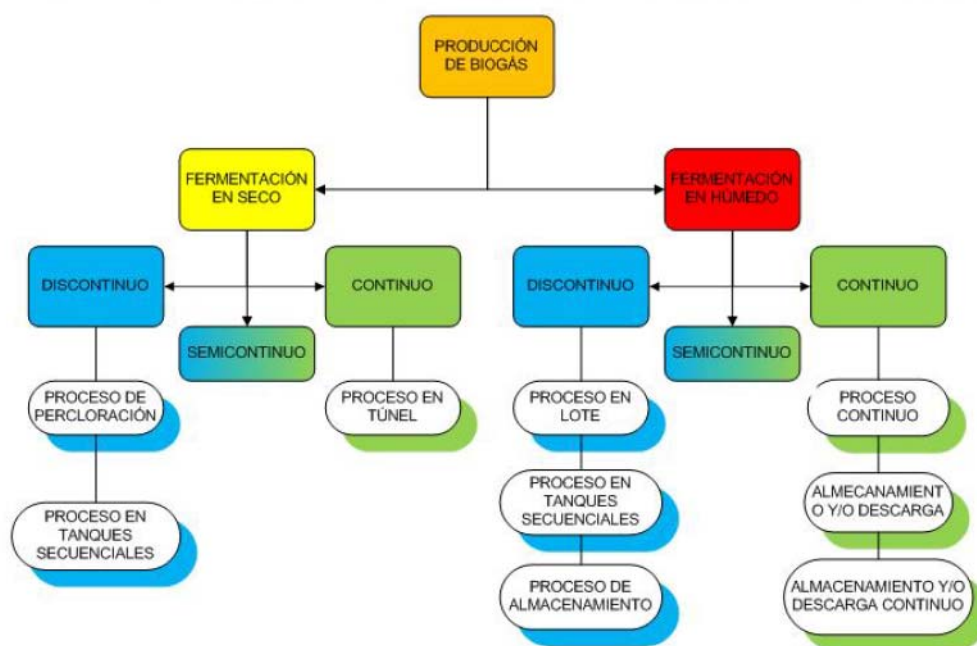 PRODUCCIÓN
DE BIOGÁS
FERMENTACIÓN
EN SECO
FERMENTACIÓN
EN HÚMEDO
DISCONTINUO
CONTINUO
DISCONTINUO
CONTINUO
SEMICONTINUO
SEMICONTINUO
PROCESO DE
PERCLORACIÓN
PROCESO EN
TÚNEL
PROCESO EN
LOTE
PROCESO
CONTINUO
PROCESO EN
TANQUES
SECUENCIALES
PROCESO EN
TANQUES
SECUENCIALES
ALMECANAMIENT
O Y/O DESCARGA
PROCESO DE
ALMACENAMIENTO
ALMACENAMIENTO Y/O
DESCARGA CONTINUO